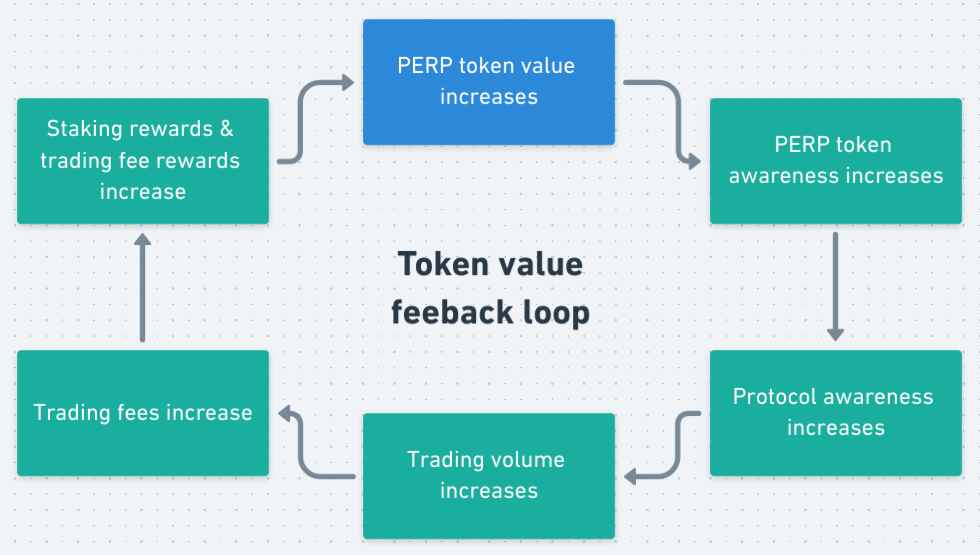 PERP token value
increases
PERP token
awareness increases
Protocol awareness
increases
Trading volume
increases
Trading fees increase
Staking rewards &
trading fee rewards
increase
Token value
feeback loop